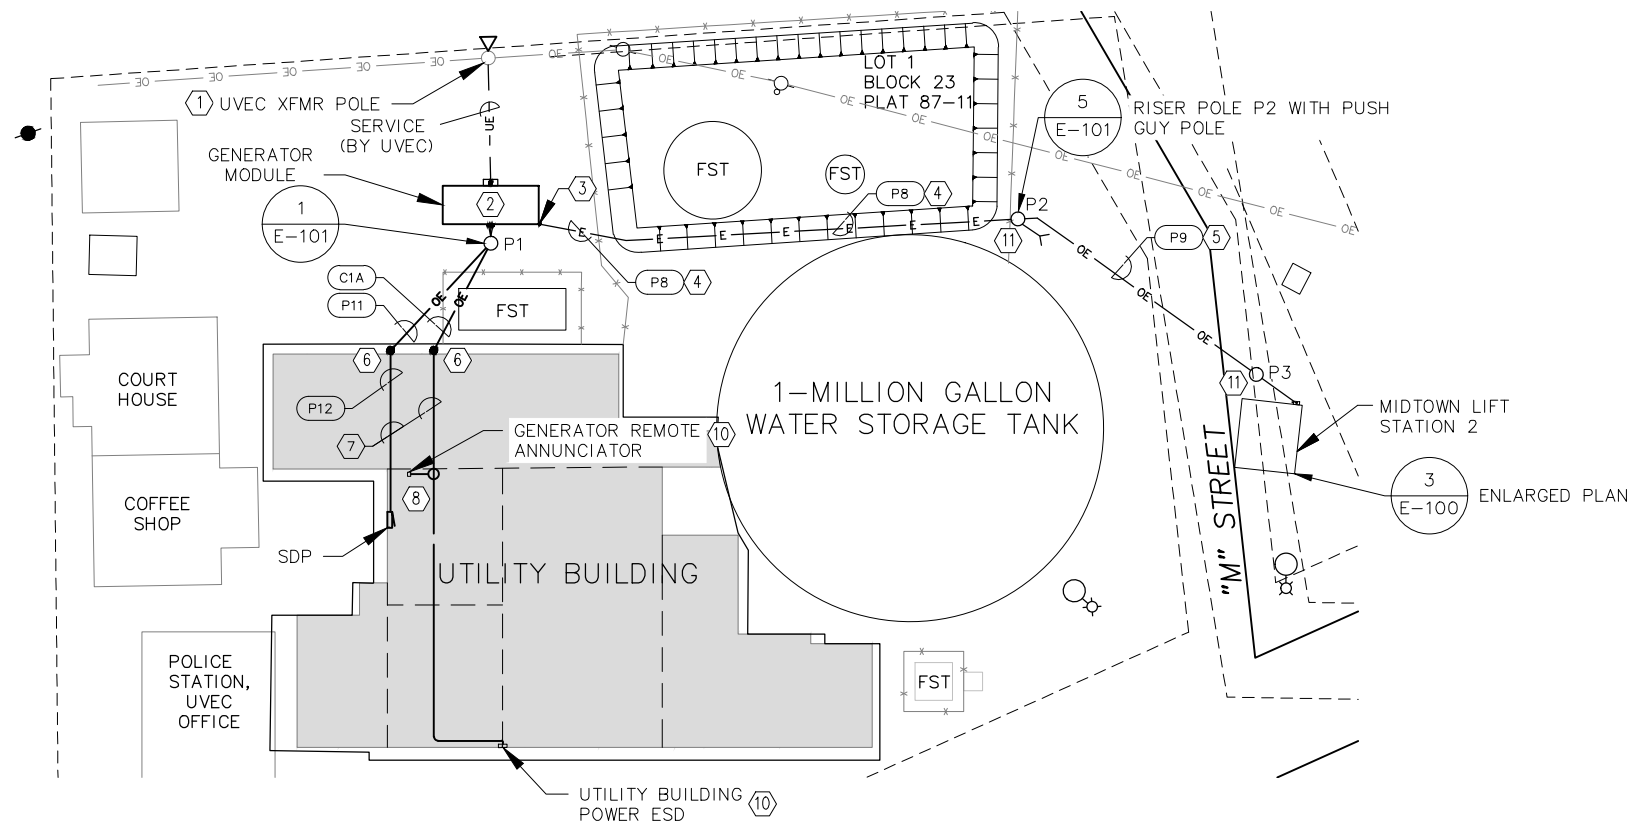 OE OE OE OE OE OE
1 UVEC XFMR POLE
SERVICE
(BY UVEC)
UE
GENERATOR
MODULE
1
E-101
2
3
P1
LOT 1
BLOCK 23
PLAT 87-11
OE
OE
OE
OE
OE
OE
OE
FST
FST
5
E-101
RISER POLE P2 WITH PUSH
GUY POLE
P8 4
P2
11
E E E E E E
P8 4
P9 5
OE
OE
OE
C1A
P11
OE
OE
FST
6
6
P12
7
GENERATOR REMOTE
ANNUNCIATOR
10
8
SDP
UTILITY BUILDING
1-MILLION GALLON
WATER STORAGE TANK
COURT
HOUSE
COFFEE
SHOP
POLICE
STATION,
UVEC
OFFICE
FST
11
P3
MIDTOWN LIFT
STATION 2
3
E-100
ENLARGED PLAN
"M" STREET
UTILITY BUILDING
POWER ESD
10